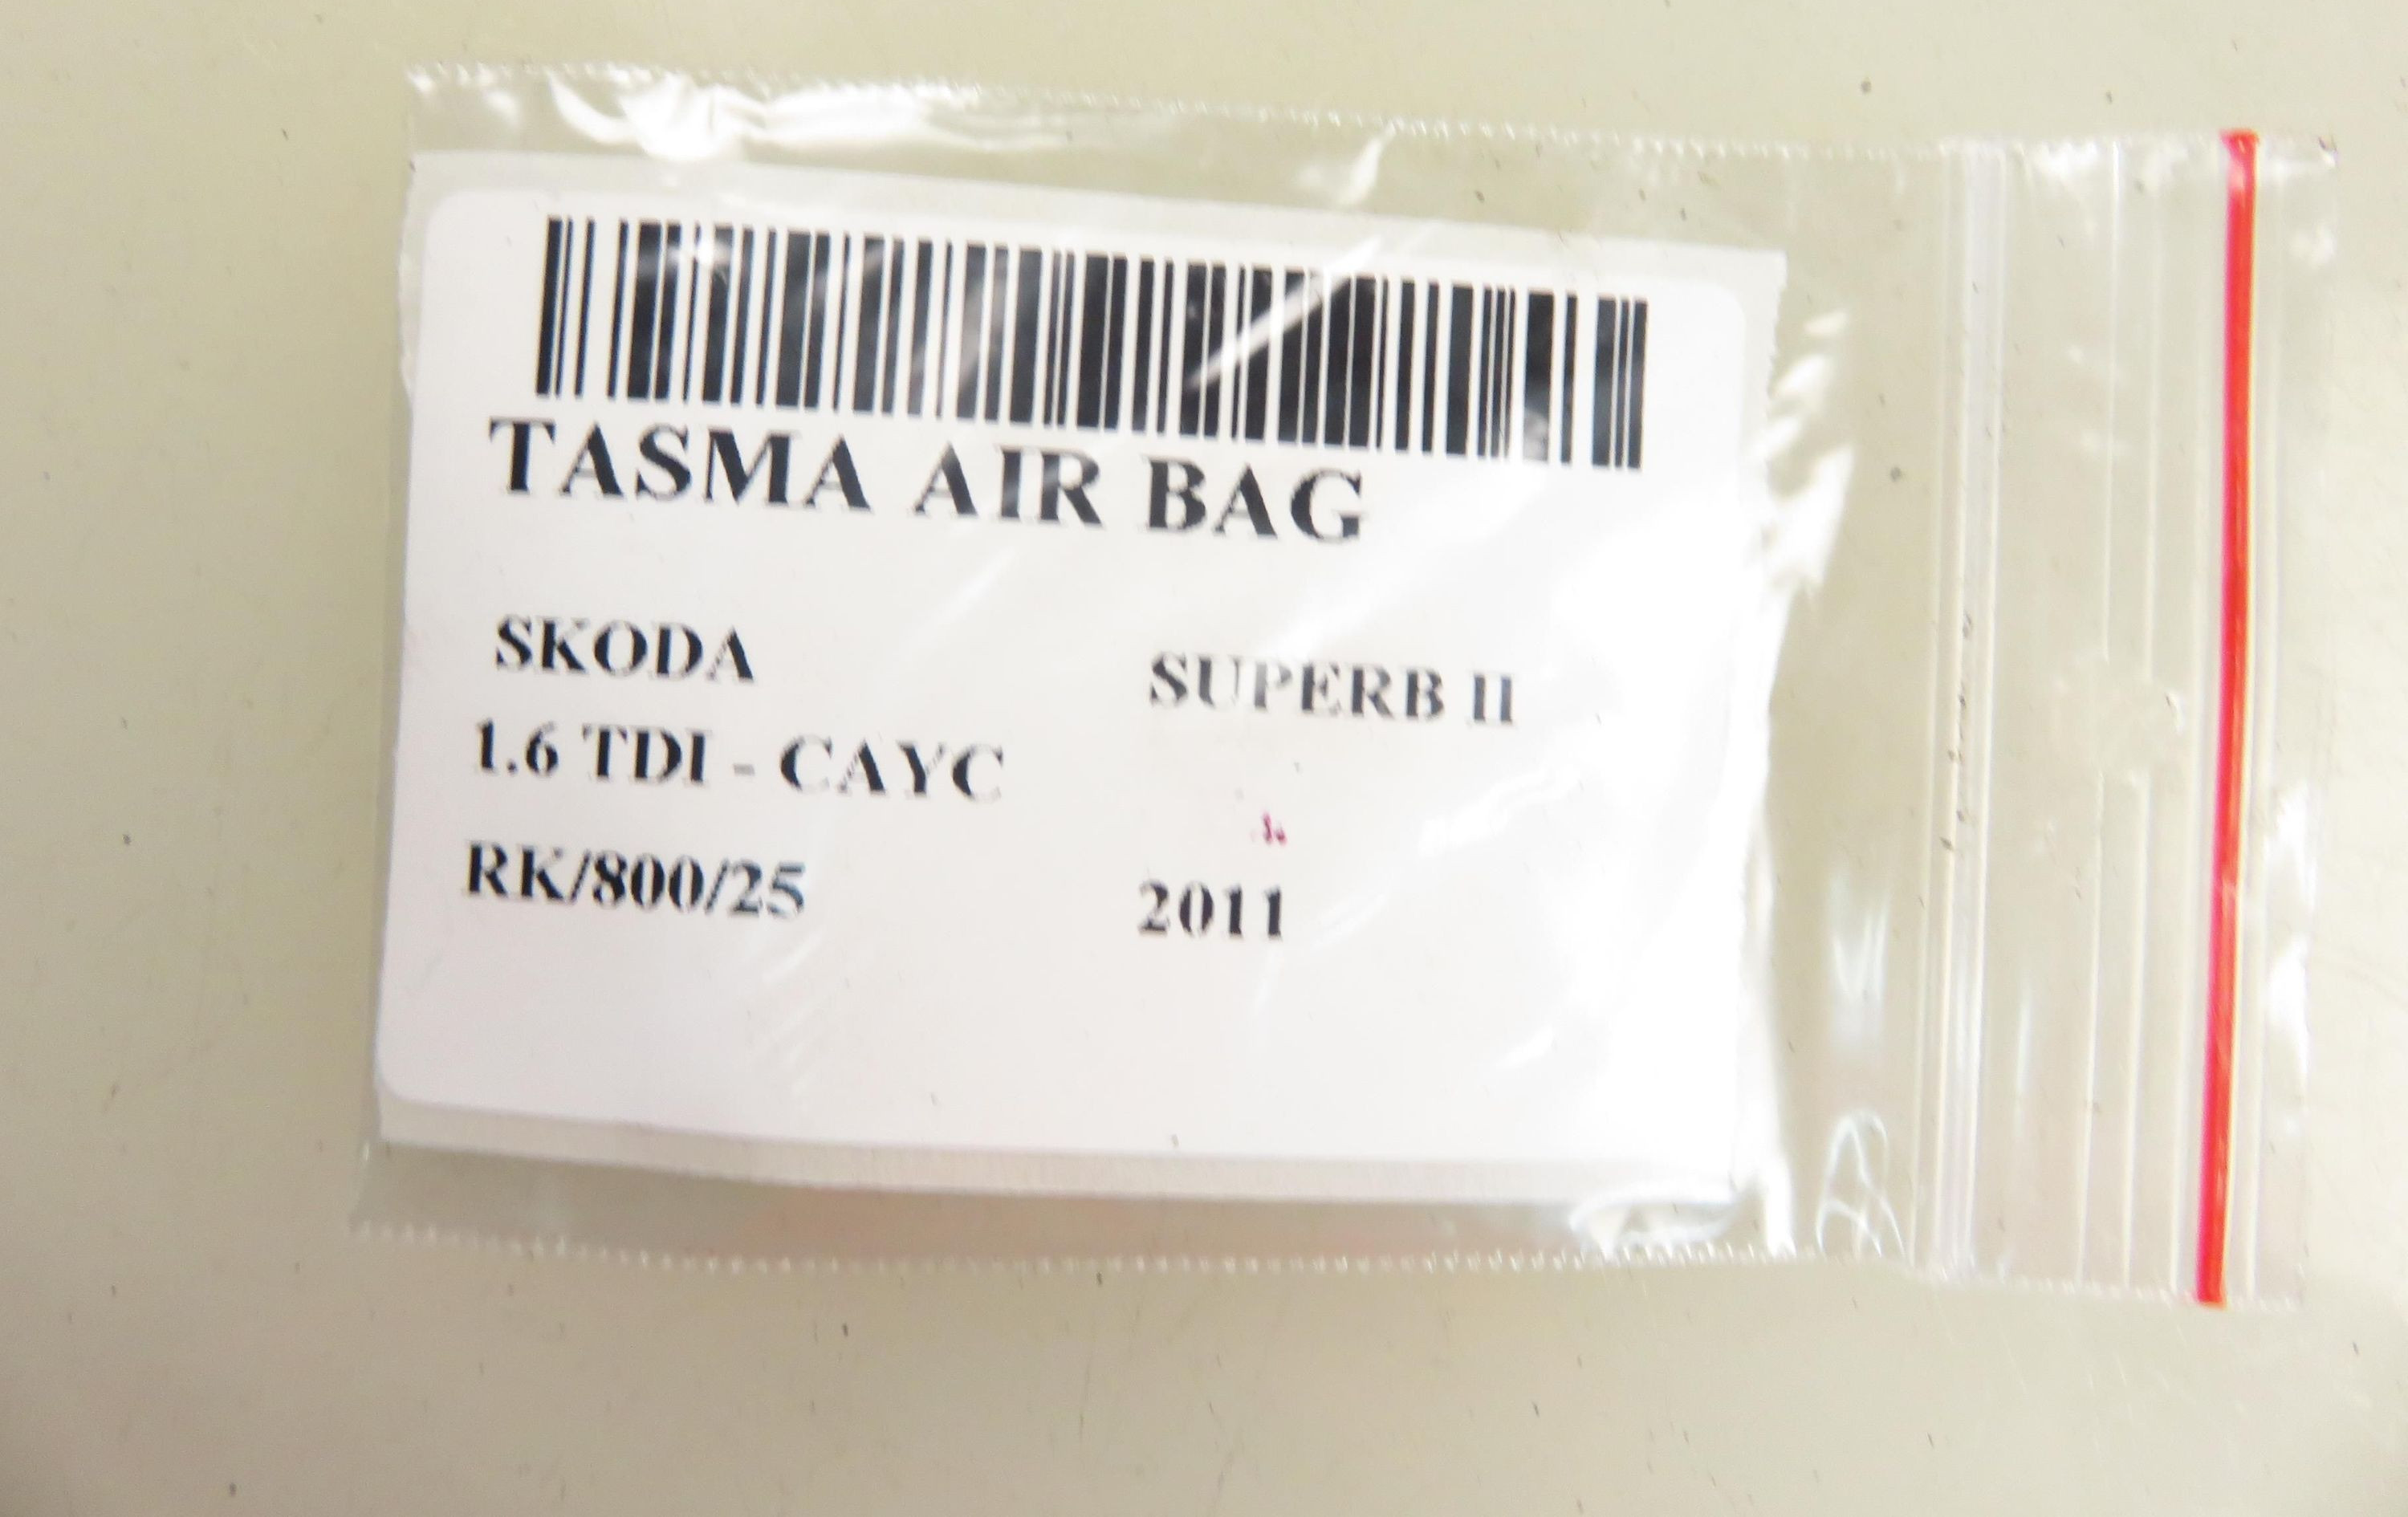 TASMA AIR BAG
SKODA SUPERB II
1.6 TDI - CAYC
RK/800/25 2011